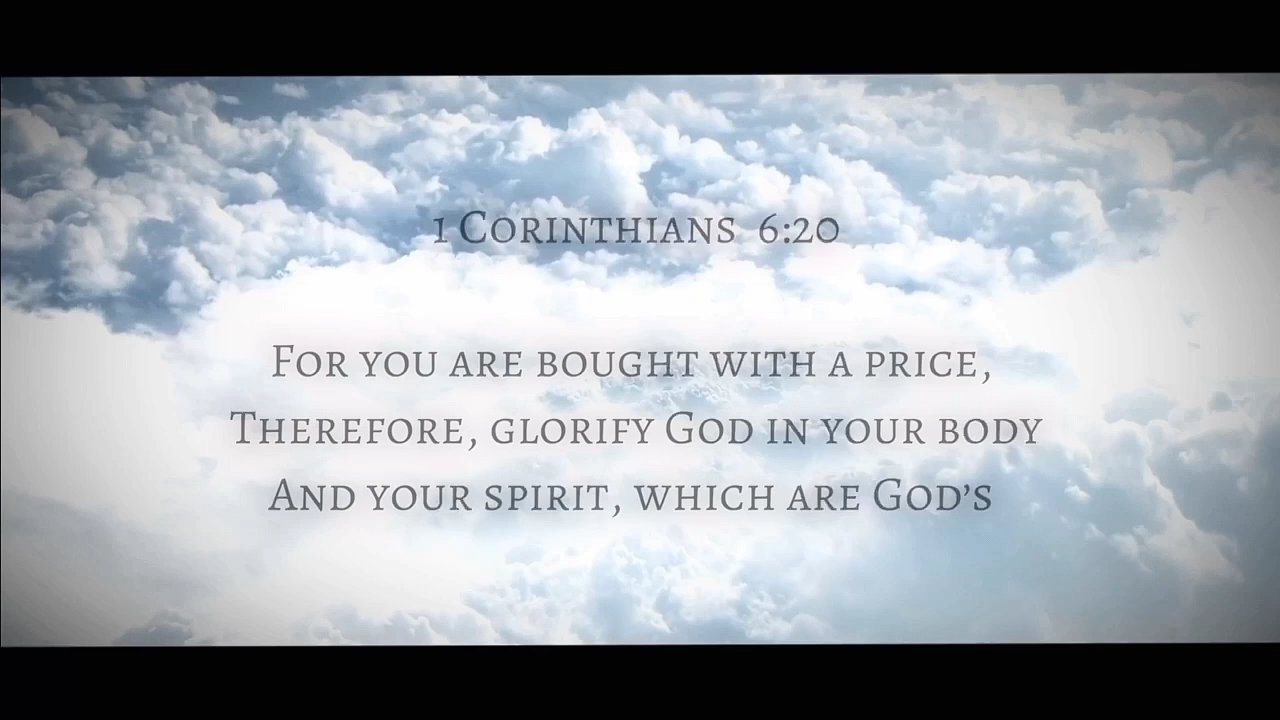 1 Corinthians 6:20
For you are bought with a price,
Therefore, glorify God in your body
And your spirit, which are God's